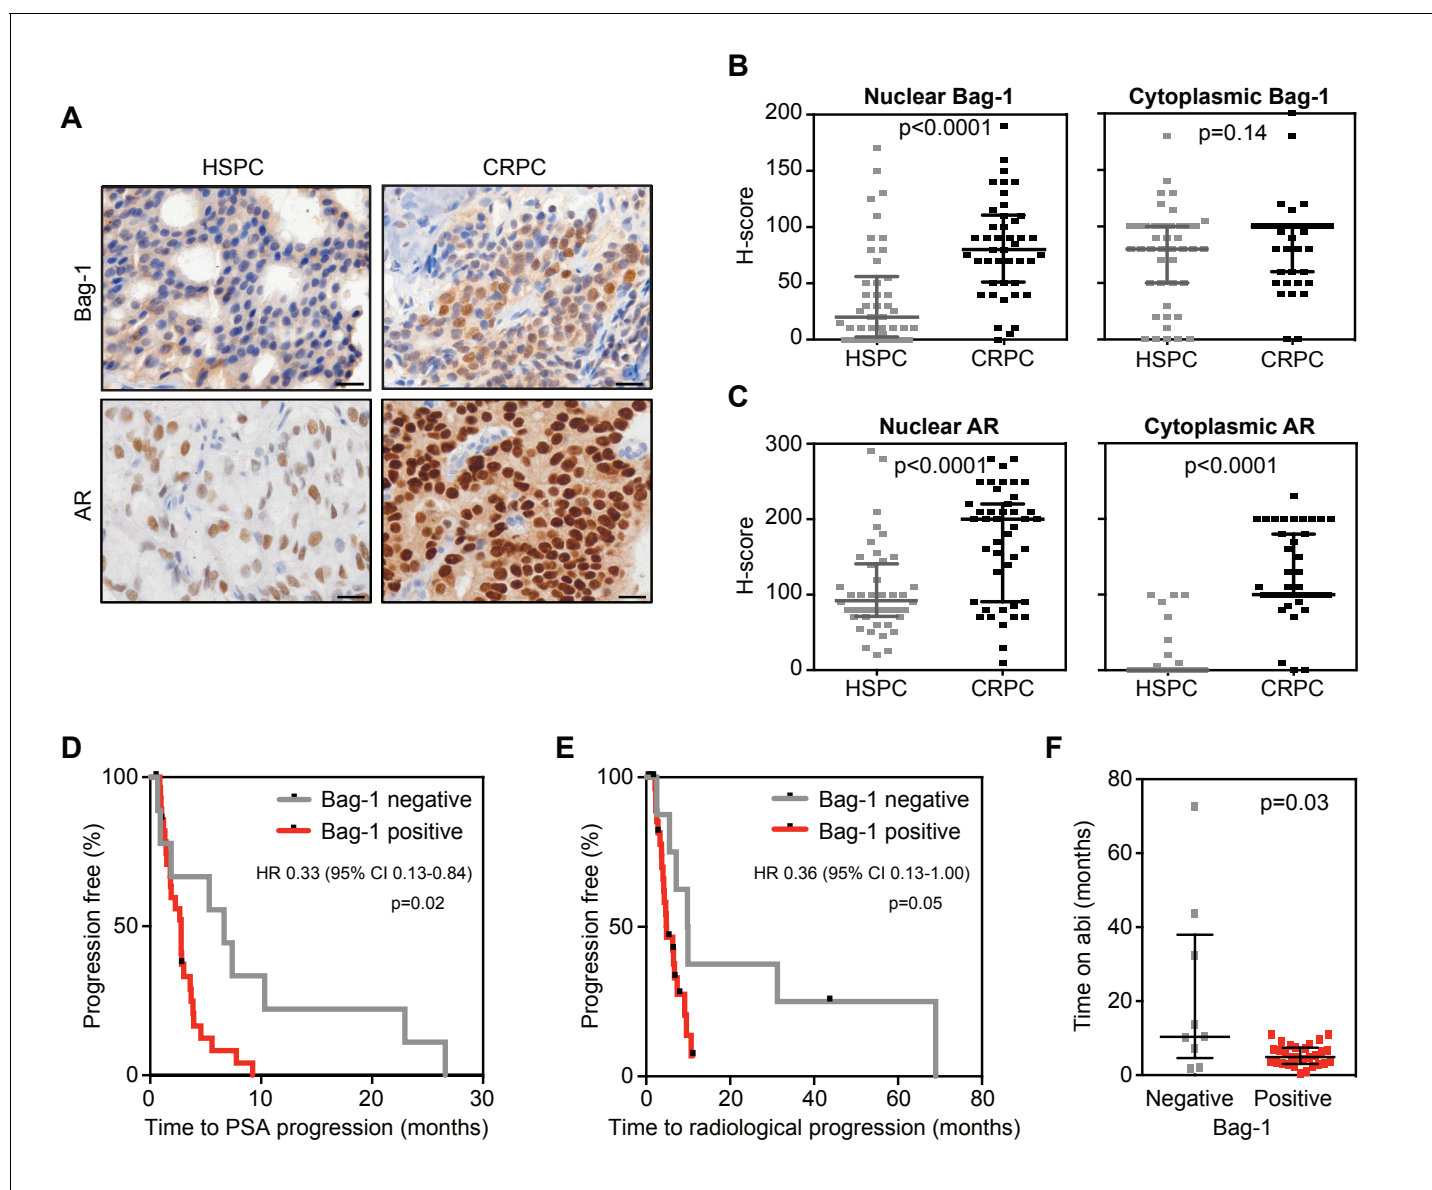 A
HSPC
CRPC
Bag-1
AR
B
Nuclear Bag-1
Cytoplasmic Bag-1
p<0.0001
p=0.14
H-score
200
150
100
50
0
HSPC
CRPC
HSPC
CRPC
C
Nuclear AR
Cytoplasmic AR
p<0.0001
p<0.0001
H-score
300
200
100
0
HSPC
CRPC
HSPC
CRPC
D
Progression free (%)
100
50
0
Bag-1 negative
Bag-1 positive
HR 0.33 (95% CI 0.13-0.84)
p=0.02
0
10
20
30
Time to PSA progression (months)
E
Progression free (%)
100
50
0
Bag-1 negative
Bag-1 positive
HR 0.36 (95% CI 0.13-1.00)
p=0.05
0
20
40
60
80
Time to radiological progression (months)
F
Time on abi (months)
80
60
40
20
0
p=0.03
Negative
Positive
Bag-1